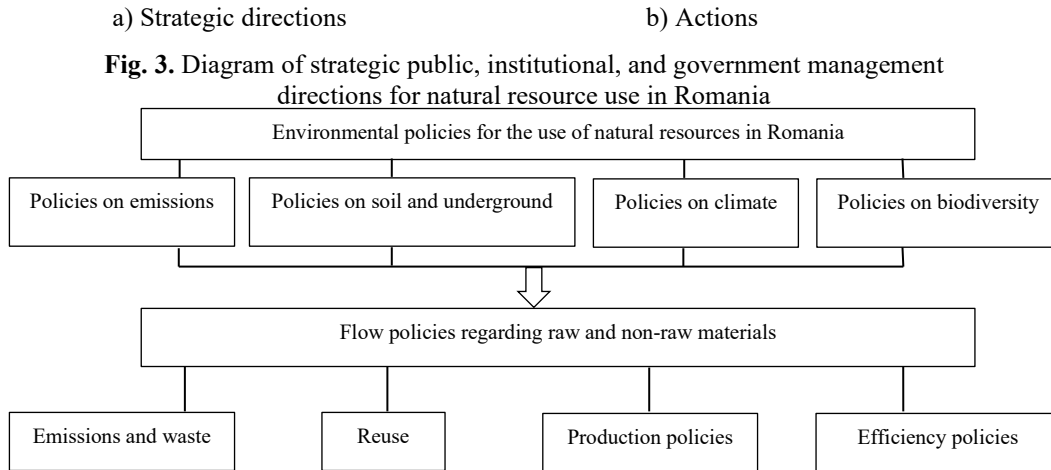 a) Strategic directions b) Actions
Fig. 3. Diagram of strategic public, institutional, and government management
directions for natural resource use in Romania
Environmental policies for the use of natural resources in Romania
Policies on emissions Policies on soil and underground Policies on climate Policies on biodiversity
Flow policies regarding raw and non-raw materials
Emissions and waste Reuse Production policies Efficiency policies